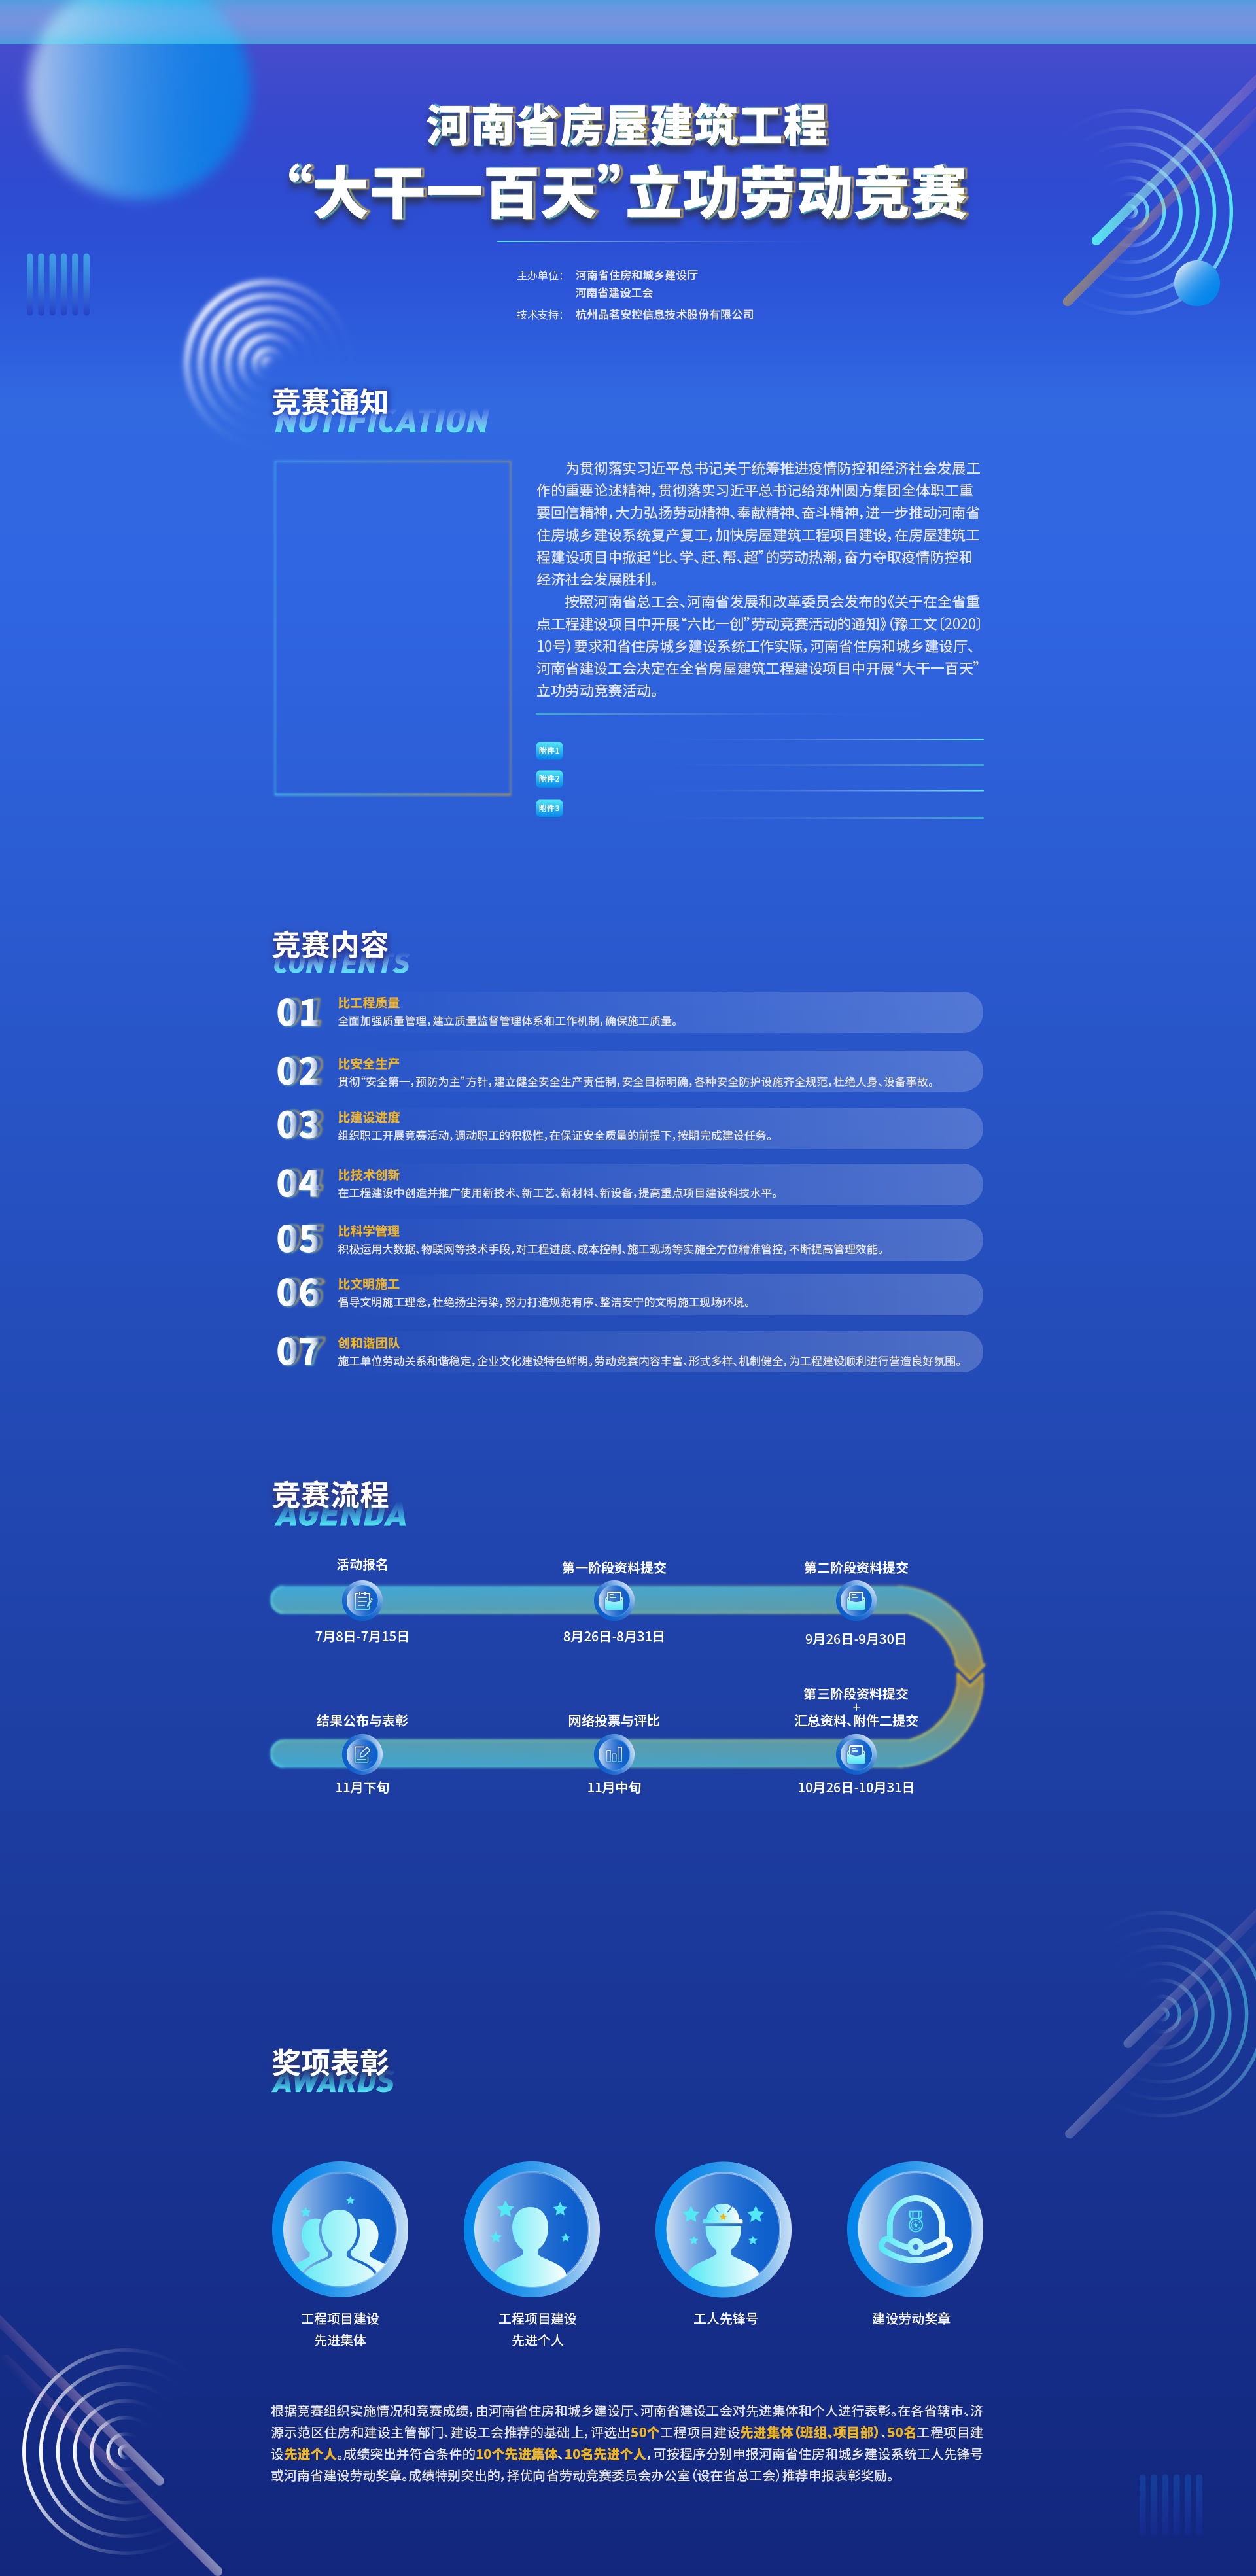 河南省房屋建筑工程
“大干一百天”立功劳动竞赛
主办单位： 河南省住房和城乡建设厅
河南省建设工会
技术支持： 杭州品茗安控信息技术股份有限公司
竞赛通知
NOTIFICATION
为贯彻落实习近平总书记关于统筹推进疫情防控和经济社会发展工
作的重要论述精神，贯彻落实习近平总书记给郑州圆方集团全体职工重
要回信精神，大力弘扬劳动精神、奉献精神、奋斗精神，进一步推动河南省
住房城乡建设系统复产复工，加快房屋建筑工程项目建设，在房屋建筑工
程建设项目中掀起“比、学、赶、帮、超”的劳动热潮，奋力夺取疫情防控和
经济社会发展胜利。
按照河南省总工会、河南省发展和改革委员会发布的《关于在全省重
点工程建设项目中开展“六比一创”劳动竞赛活动的通知》（豫工文〔2020〕
10号）要求和省住房城乡建设系统工作实际，河南省住房和城乡建设厅、
河南省建设工会决定在全省房屋建筑工程建设项目中开展“大干一百天”
立功劳动竞赛活动。
附件1
附件2
附件3
竞赛内容
CONTENTS
01 比工程质量
全面加强质量管理，建立质量监督管理体系和工作机制，确保施工质量。
02 比安全生产
贯彻“安全第一，预防为主”方针，建立健全安全生产责任制，安全目标明确，各种安全防护设施齐全规范，杜绝人身、设备事故。
03 比建设进度
组织职工开展竞赛活动，调动职工的积极性，在保证安全质量的前提下，按期完成建设任务。
04 比技术创新
在工程建设中创造并推广使用新技术、新工艺、新材料、新设备，提高重点项目建设科技水平。
05 比科学管理
积极运用大数据、物联网等技术手段，对工程进度、成本控制、施工现场等实施全方位精准管控，不断提高管理效能。
06 比文明施工
倡导文明施工理念，杜绝扬尘污染，努力打造规范有序、整洁安宁的文明施工现场环境。
07 创和谐团队
施工单位劳动关系和谐稳定，企业文化建设特色鲜明。劳动竞赛内容丰富、形式多样、机制健全，为工程建设顺利进行营造良好氛围。
竞赛流程
AGENDA
活动报名 第一阶段资料提交 第二阶段资料提交
7月8日-7月15日 8月26日-8月31日 9月26日-9月30日
第三阶段资料提交
+
结果公布与表彰 网络投票与评比 汇总资料、附件二提交
11月下旬 11月中旬 10月26日-10月31日
奖项表彰
AWARDS
工程项目建设 工程项目建设 工人先锋号 建设劳动奖章
先进集体 先进个人
根据竞赛组织实施情况和竞赛成绩，由河南省住房和城乡建设厅、河南省建设工会对先进集体和个人进行表彰。在各省辖市、济
源示范区住房和建设主管部门、建设工会推荐的基础上，评选出50个工程项目建设先进集体（班组、项目部）、50名工程项目建
设先进个人。成绩突出并符合条件的10个先进集体、10名先进个人，可按程序分别申报河南省住房和城乡建设系统工人先锋号
或河南省建设劳动奖章。成绩特别突出的，择优向省劳动竞赛委员会办公室（设在省总工会）推荐申报表彰奖励。